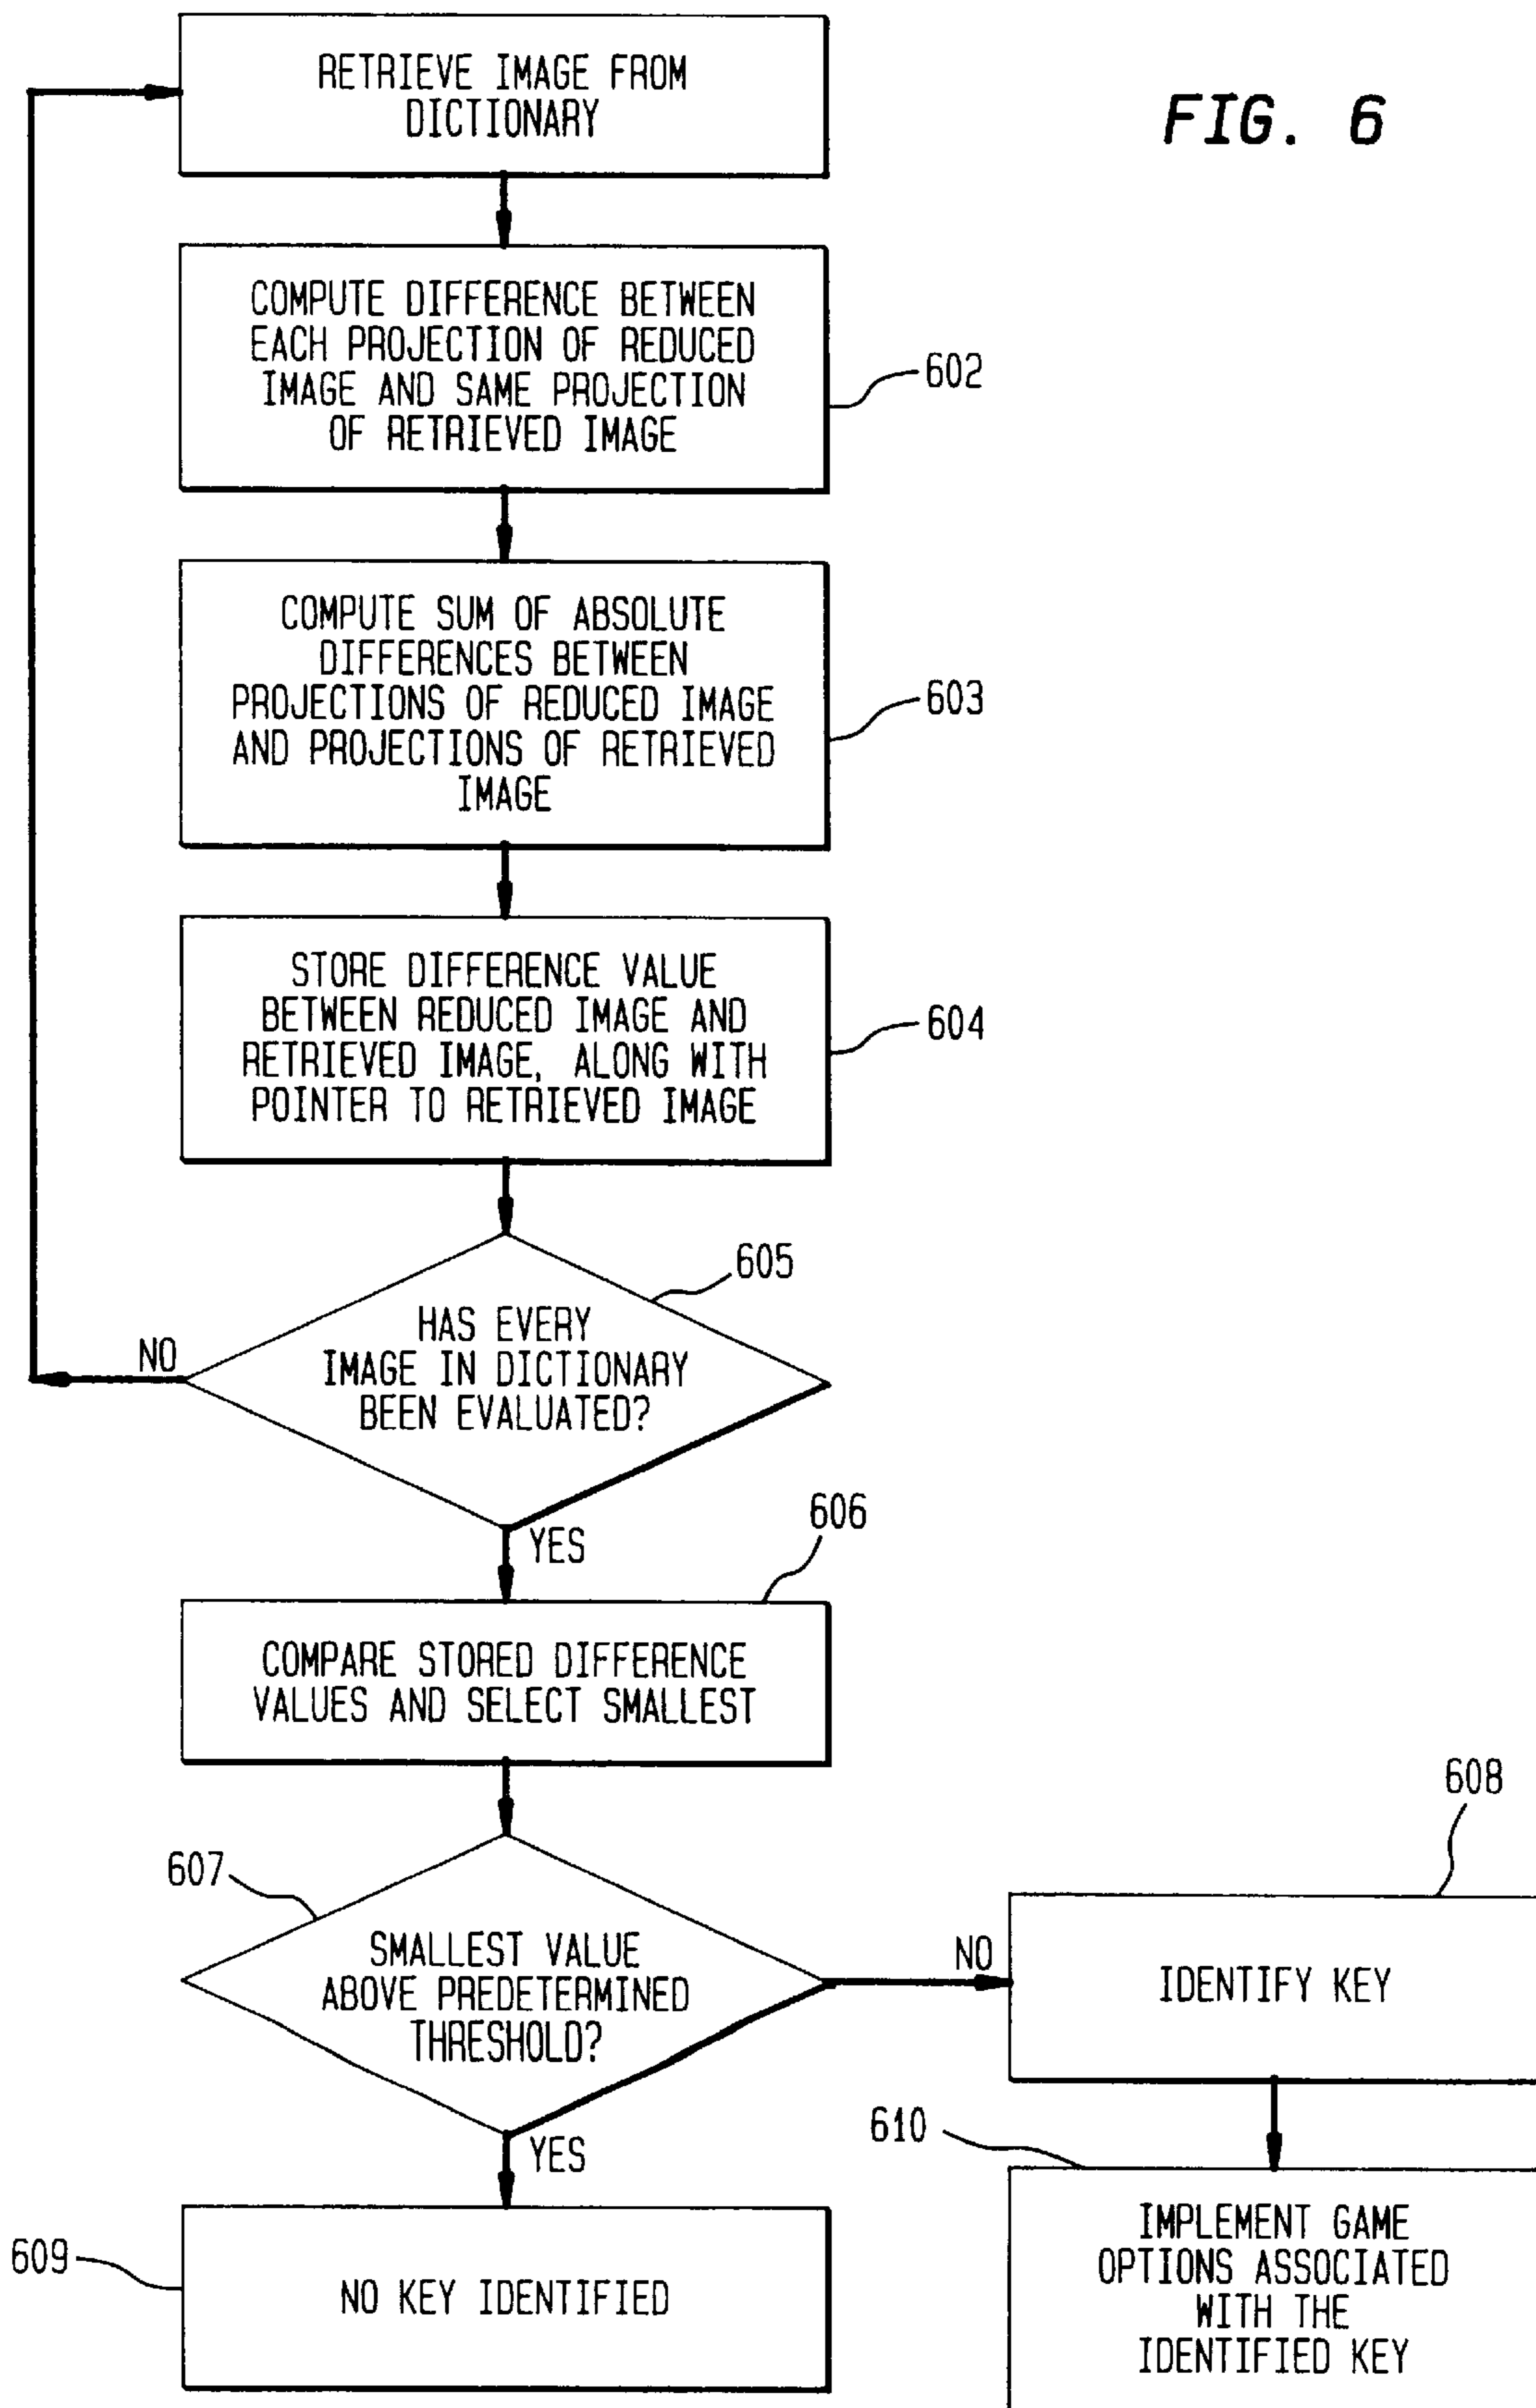 FIG. 6
RETRIEVE IMAGE FROM
DICTIONARY
COMPUTE DIFFERENCE BETWEEN
EACH PROJECTION OF REDUCED
IMAGE AND SAME PROJECTION
OF RETRIEVED IMAGE
602
COMPUTE SUM OF ABSOLUTE
DIFFERENCES BETWEEN
PROJECTIONS OF REDUCED IMAGE
AND PROJECTIONS OF RETRIEVED
IMAGE
603
STORE DIFFERENCE VALUE
BETWEEN REDUCED IMAGE AND
RETRIEVED IMAGE, ALONG WITH
POINTER TO RETRIEVED IMAGE
604
605
HAS EVERY
IMAGE IN DICTIONARY
BEEN EVALUATED?
NO
YES
606
COMPARE STORED DIFFERENCE
VALUES AND SELECT SMALLEST
607
SMALLEST VALUE
ABOVE PREDETERMINED
THRESHOLD?
NO
608
IDENTIFY KEY
YES
609
NO KEY IDENTIFIED
610
IMPLEMENT GAME
OPTIONS ASSOCIATED
WITH THE
IDENTIFIED KEY